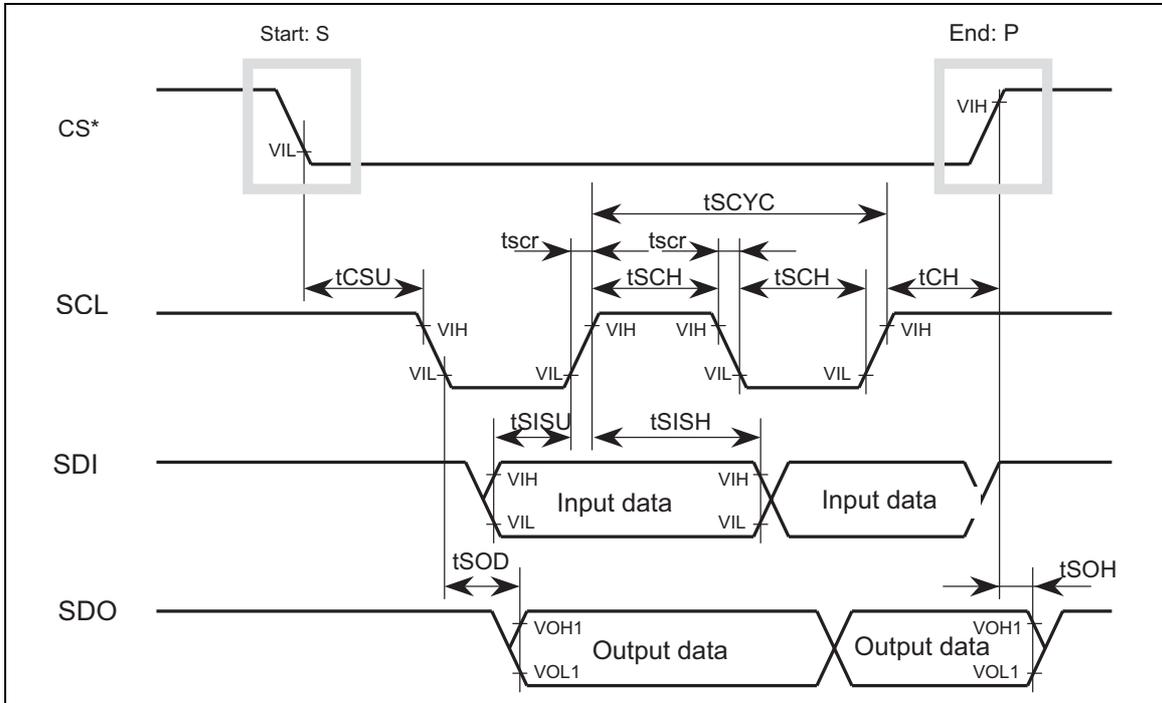 Start: S
End: P
CS*
VIL
VIH
tSCYC
tscr
tscr
tCSU
tSCH
tSCH
tCH
SCL
VIH
VIH
VIH
VIH
VIL
VIL
VIL
VIL
tSISU
tSISH
SDI
VIH
VIH
Input data
Input data
VIL
VIL
tSOD
tSOH
SDO
VOH1
VOH1
Output data
Output data
VOL1
VOL1